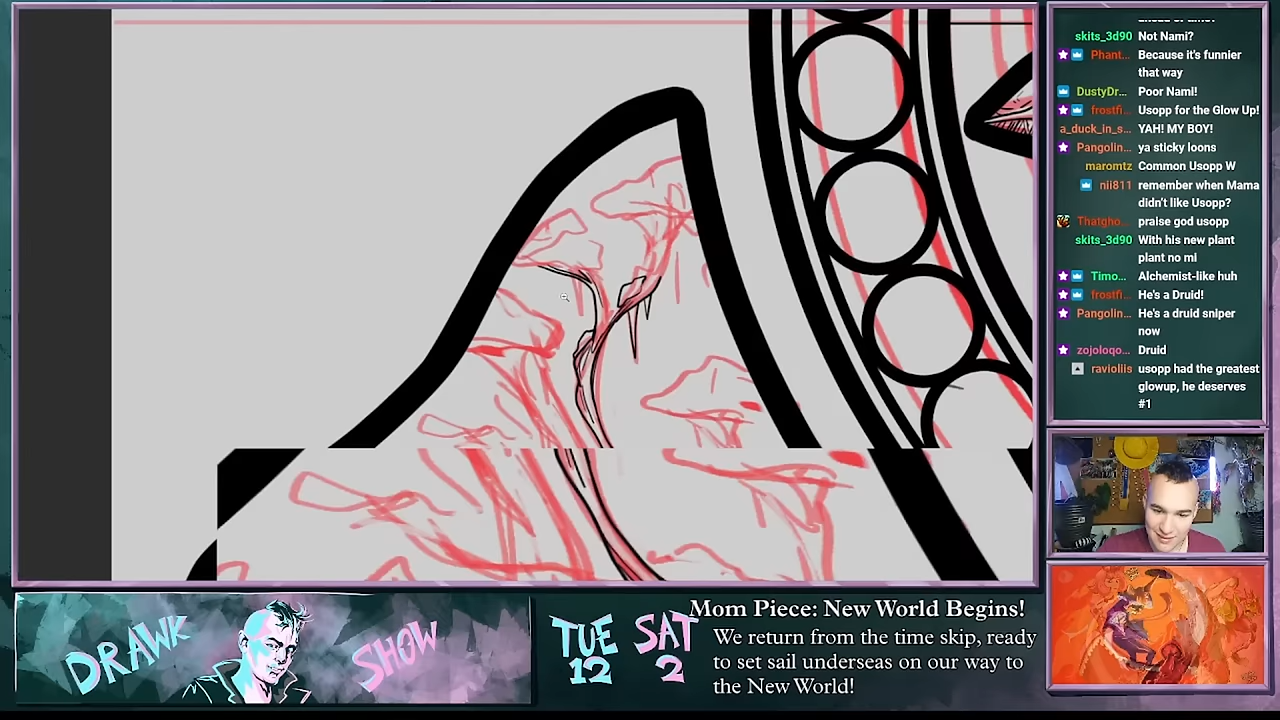 skits_3d90 Not Nami?
Phant... Because it's funnier
that way
DustyDr... Poor Nami!
frostfi... Usopp for the Glow Up!
a_duck_in_s... YAH! MY BOY!
Pangolin... ya sticky loons
maromtz Common Usopp W
nii811 remember when Mama
didn't like Usopp?
Thatgho... praise god usopp
skits_3d90 With his new plant
plant no mi
Timo... Alchemist-like huh
frostfi... He's a Druid!
Pangolin... He's a druid sniper
now
zojoloqo... Druid
ravioliis usopp had the greatest
glowup, he deserves
#1
DRAWK
SHOW
TUE SAT
12 2
Mom Piece: New World Begins!
We return from the time skip, ready
to set sail underseas on our way to
the New World!